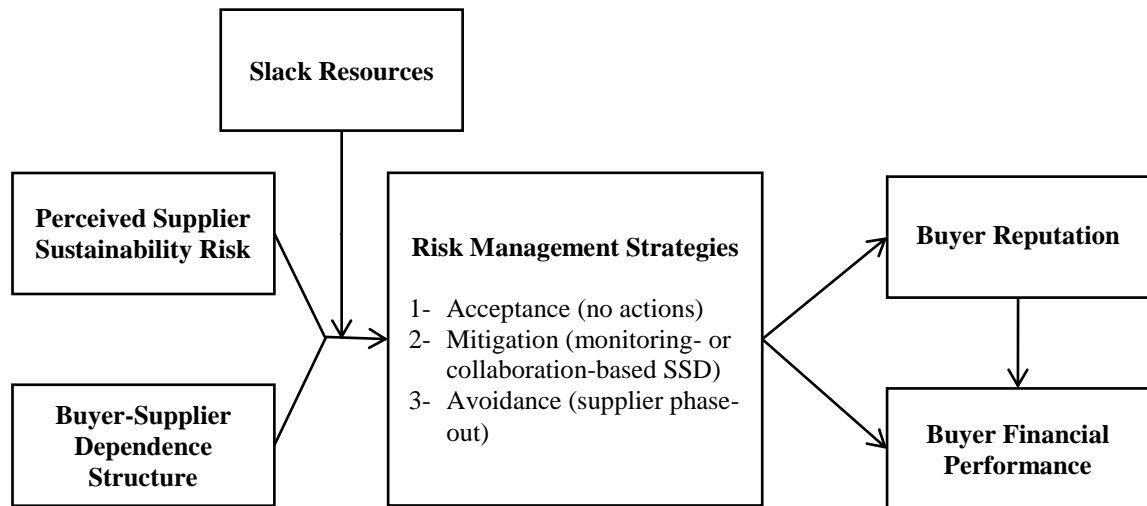 Slack Resources
Perceived Supplier
Sustainability Risk
Buyer-Supplier
Dependence
Structure
Risk Management Strategies
1- Acceptance (no actions)
2- Mitigation (monitoring- or
collaboration-based SSD)
3- Avoidance (supplier phase-
out)
Buyer Reputation
Buyer Financial
Performance